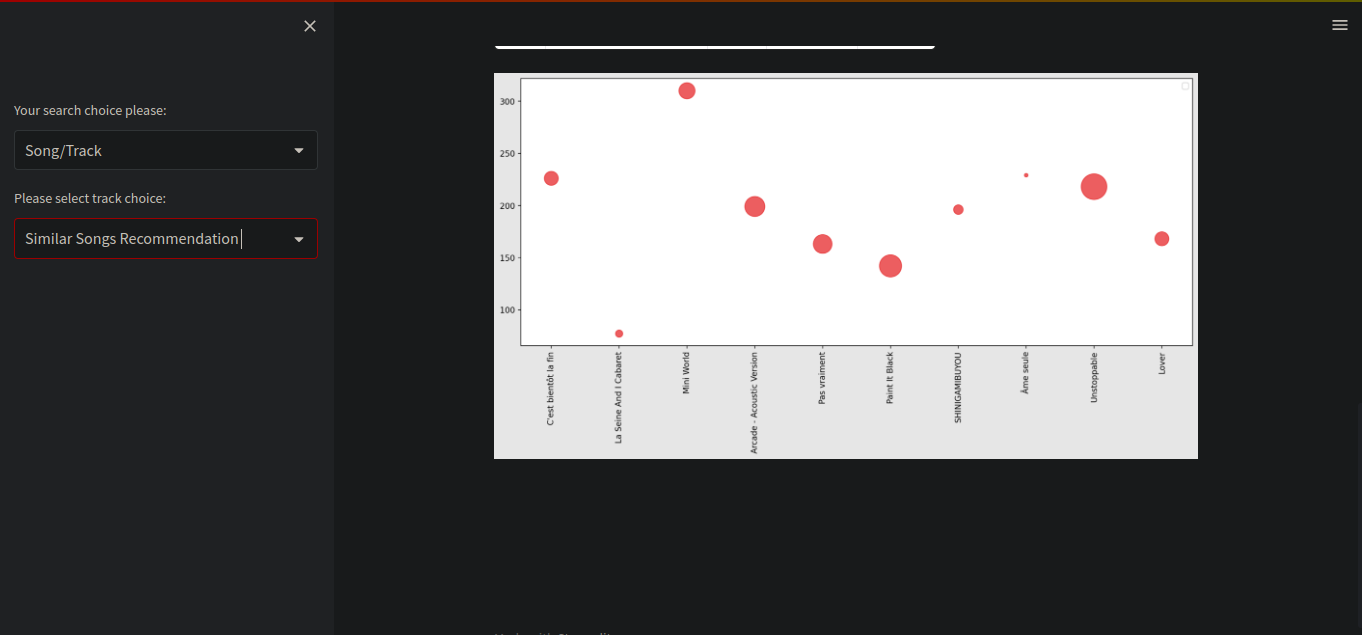 Your search choice please:
Song/Track
Please select track choice:
Similar Songs Recommendation
300
250
200
150
100
C'est bientôt la fin
La Seine And I Cabaret
Mini World
Arcade - Acoustic Version
Pas vraiment
Paint It Black
SHINIGAMIBUYOU
Âme seule
Unstoppable
Lover